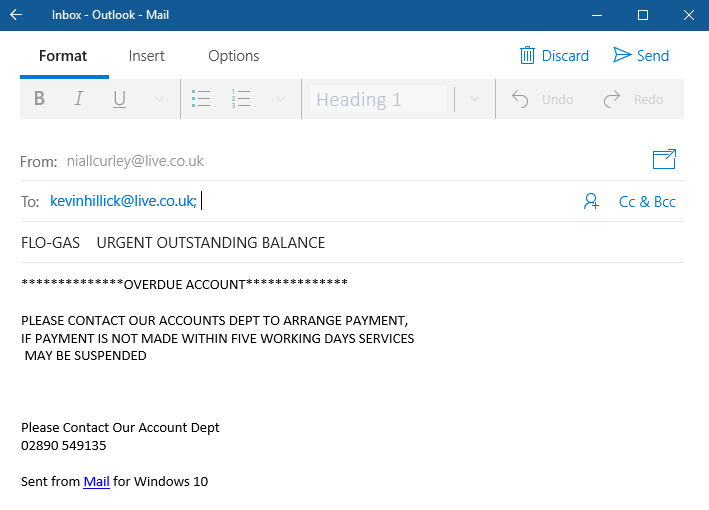 Inbox - Outlook - Mail
Format Insert Options Discard Send
B I U 1 2 3 Heading 1 Undo Redo
From: niallcurley@live.co.uk
To: kevinhillick@live.co.uk; Cc & Bcc
FLO-GAS URGENT OUTSTANDING BALANCE
**************OVERDUE ACCOUNT**************
PLEASE CONTACT OUR ACCOUNTS DEPT TO ARRANGE PAYMENT,
IF PAYMENT IS NOT MADE WITHIN FIVE WORKING DAYS SERVICES
MAY BE SUSPENDED
Please Contact Our Account Dept
02890 549135
Sent from Mail for Windows 10